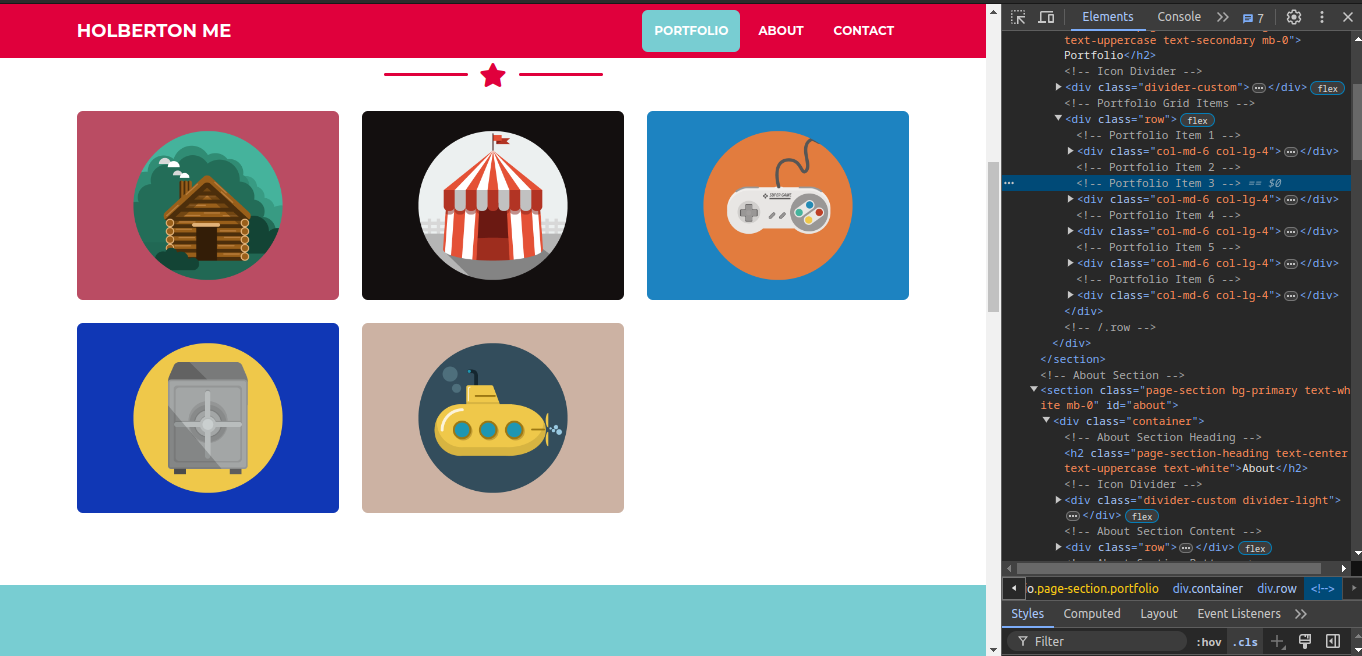 HOLBERTON ME
PORTFOLIO
ABOUT
CONTACT
Elements
Console
7
text-uppercase text-secondary mb-0">
Portfolio</h2>
<!-- Icon Divider -->
<div class="divider-custom"> </div> flex
<!-- Portfolio Grid Items -->
<div class="row"> flex
<!-- Portfolio Item 1 -->
<div class="col-md-6 col-lg-4"> </div>
<!-- Portfolio Item 2 -->
<!-- Portfolio Item 3 --> == $0
<div class="col-md-6 col-lg-4"> </div>
<!-- Portfolio Item 4 -->
<div class="col-md-6 col-lg-4"> </div>
<!-- Portfolio Item 5 -->
<div class="col-md-6 col-lg-4"> </div>
<!-- Portfolio Item 6 -->
<div class="col-md-6 col-lg-4"> </div>
</div>
<!-- /.row -->
</div>
</section>
<!-- About Section -->
<section class="page-section bg-primary text-wh
ite mb-0" id="about">
<div class="container">
<!-- About Section Heading -->
<h2 class="page-section-heading text-center
text-uppercase text-white">About</h2>
<!-- Icon Divider -->
<div class="divider-custom divider-light">
</div> flex
<!-- About Section Content -->
<div class="row"> </div> flex
io.page-section.portfolio
div.container
div.row
<!-->
Styles
Computed
Layout
Event Listeners
Filter
:hov
.cls